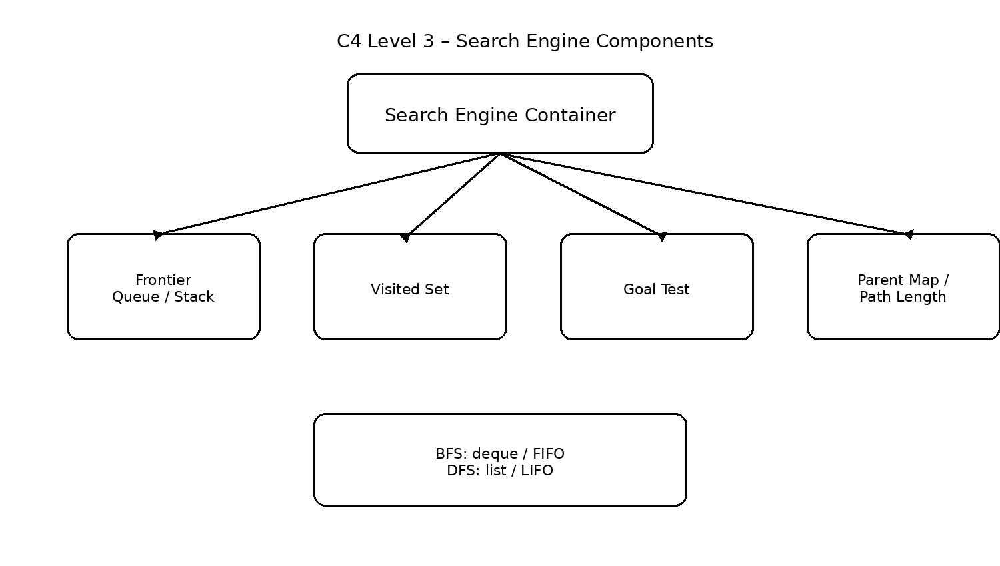 C4 Level 3 – Search Engine Components
Search Engine Container
Frontier
Queue / Stack
Visited Set
Goal Test
Parent Map /
Path Length
BFS: deque / FIFO
DFS: list / LIFO